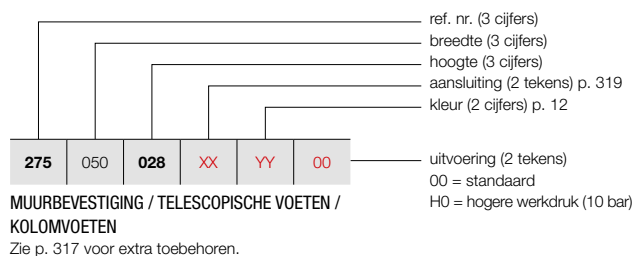 ref. nr. (3 cijfers)
breedte (3 cijfers)
hoogte (3 cijfers)
aansluiting (2 tekens) p. 319
kleur (2 cijfers) p. 12
275 050 028 XX YY 00
uitvoering (2 tekens)
00 = standaard
H0 = hogere werkdruk (10 bar)
MUURBEVESTIGING / TELESCOPISCHE VOETEN /
KOLOMVOETEN
Zie p. 317 voor extra toebehoren.